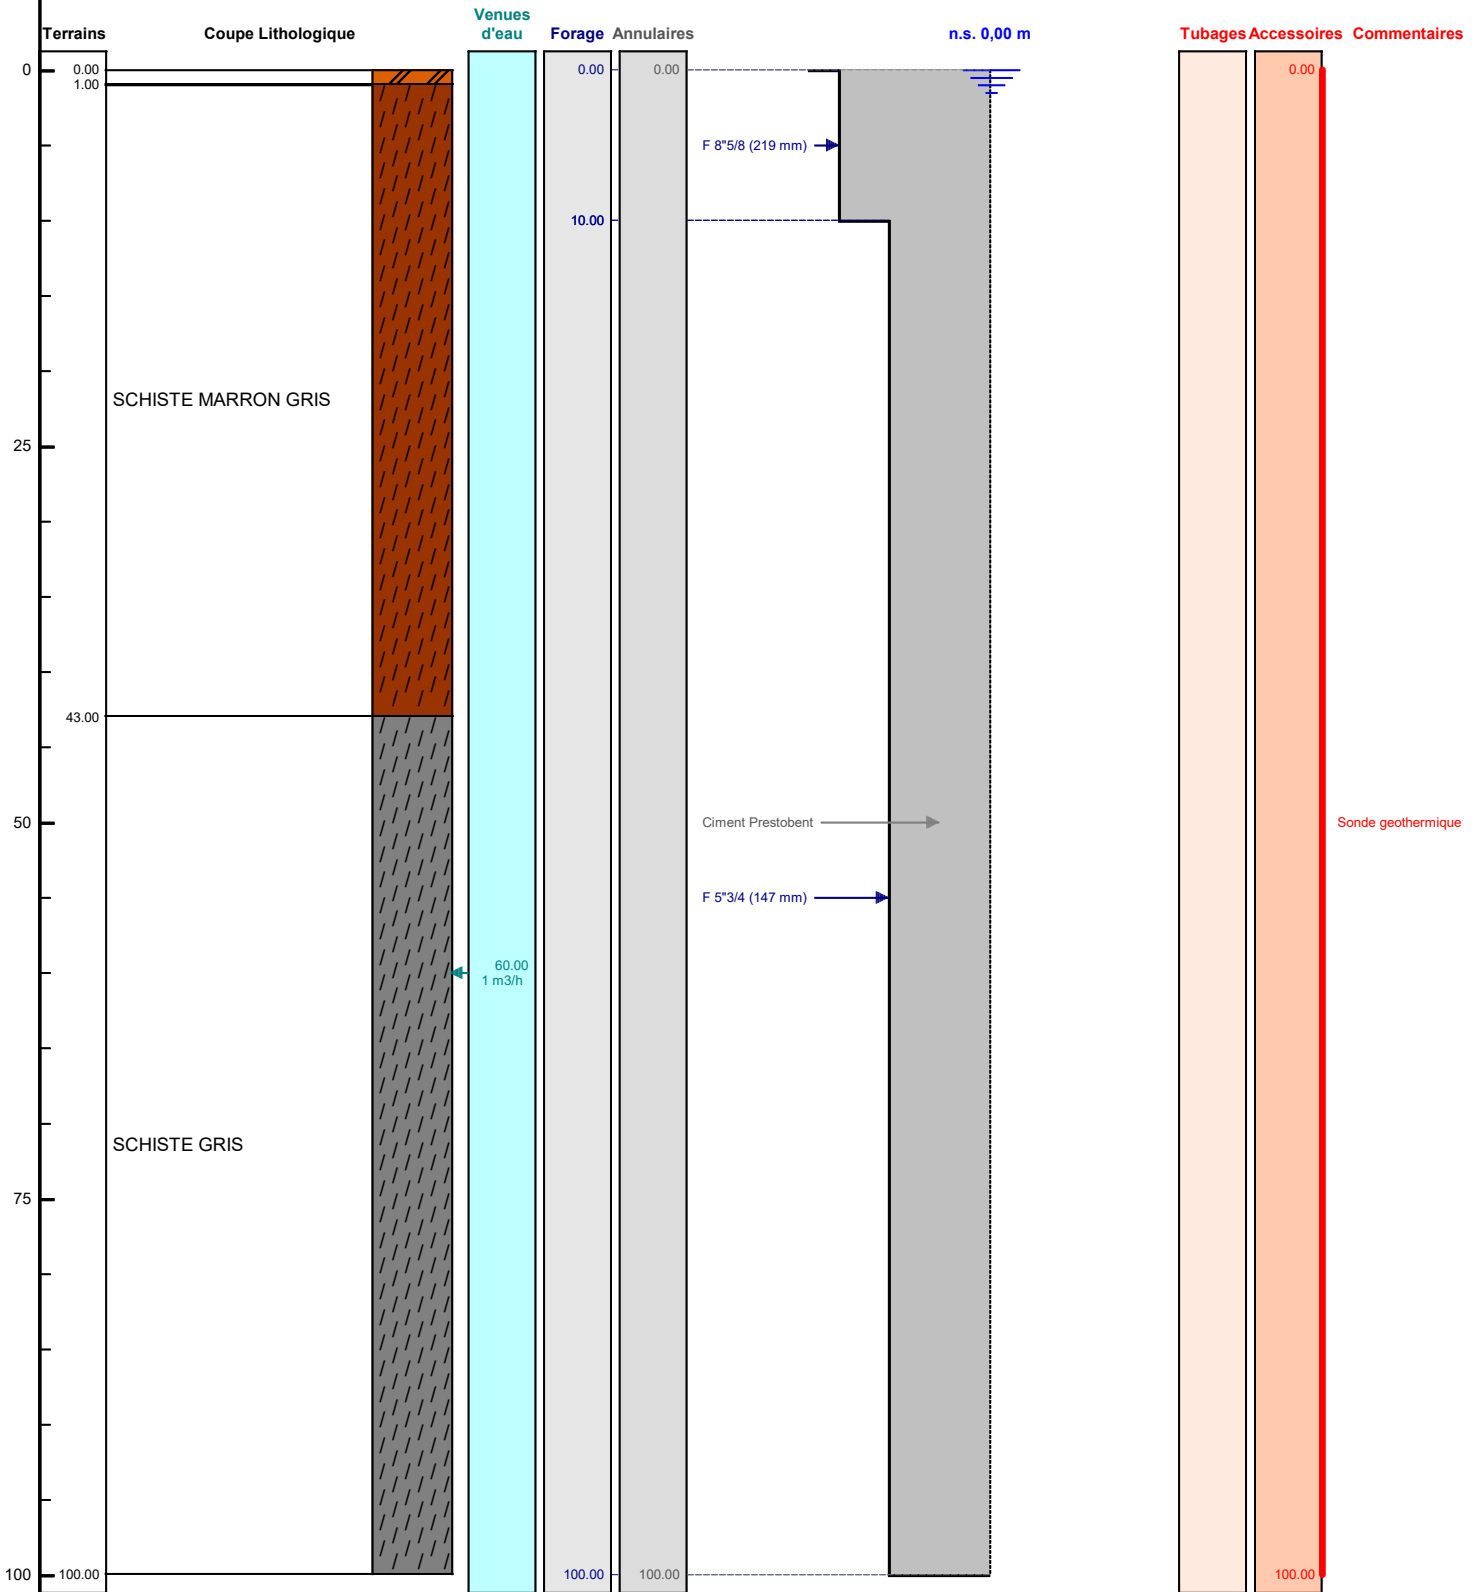 Venues
Terrains Coupe Lithologique d'eau Forage Annulaires n.s. 0,00 m Tubages Accessoires Commentaires
0 0.00 0.00 0.00 0.00
1.00
F 8"5/8 (219 mm)
10.00
SCHISTE MARRON GRIS
25
43.00
50 Ciment Prestobent Sonde geothermique
F 5"3/4 (147 mm)
60.00
1 m3/h
SCHISTE GRIS
75
100 100.00 100.00 100.00 100.00